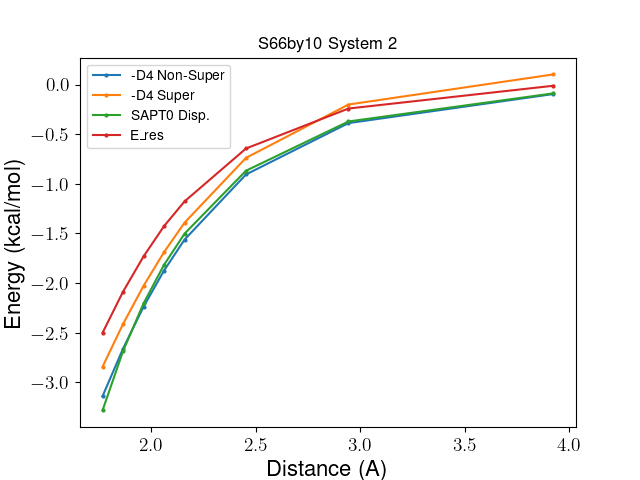 S66by10 System 2
-D4 Non-Super
-D4 Super
SAPT0 Disp.
E_res
0.0
−0.5
−1.0
−1.5
−2.0
−2.5
−3.0
Energy (kcal/mol)
2.0 2.5 3.0 3.5 4.0
Distance (A)